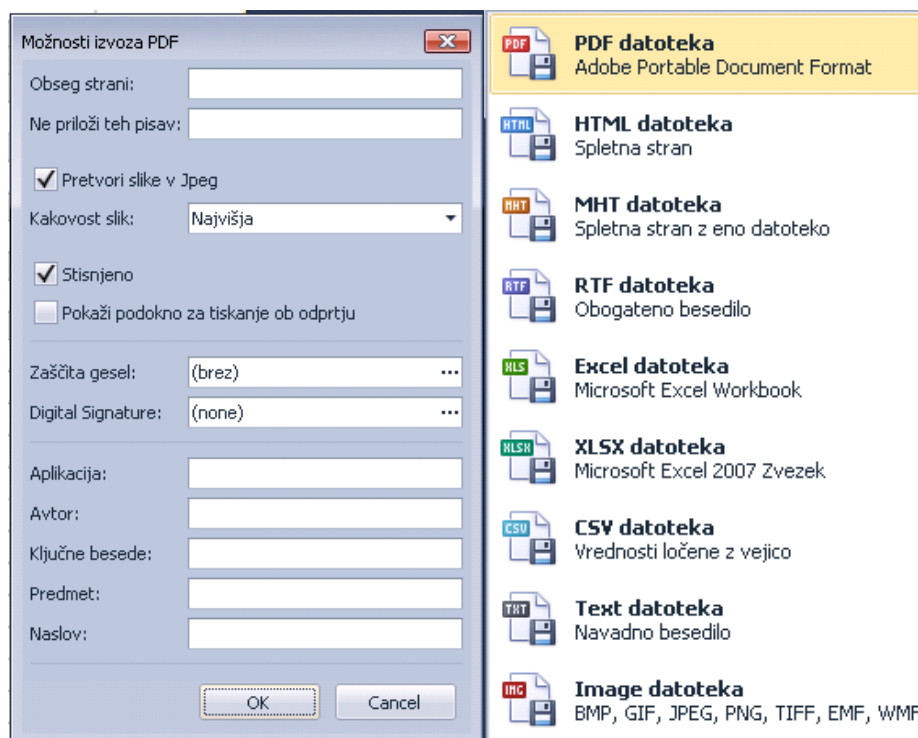 Možnosti izvoza PDF
Obseg strani:
Ne priloži teh pisav:
Pretvori slike v Jpeg
Kakovost slik: Najvišja
Stisnjeno
Pokaži podokno za tiskanje ob odprtju
Zaščita gesel: (brez) ...
Digital Signature: (none) ...
Aplikacija:
Avtor:
Ključne besede:
Predmet:
Naslov:
OK Cancel
PDF
PDF datoteka
Adobe Portable Document Format
HTML
HTML datoteka
Spletna stran
MHT
MHT datoteka
Spletna stran z eno datoteko
RTF
RTF datoteka
Obogateno besedilo
XLS
Excel datoteka
Microsoft Excel Workbook
XLSX
XLSX datoteka
Microsoft Excel 2007 Zvezek
CSV
CSV datoteka
Vrednosti ločene z vejico
TXT
Text datoteka
Navadno besedilo
IMG
Image datoteka
BMP, GIF, JPEG, PNG, TIFF, EMF, WMF